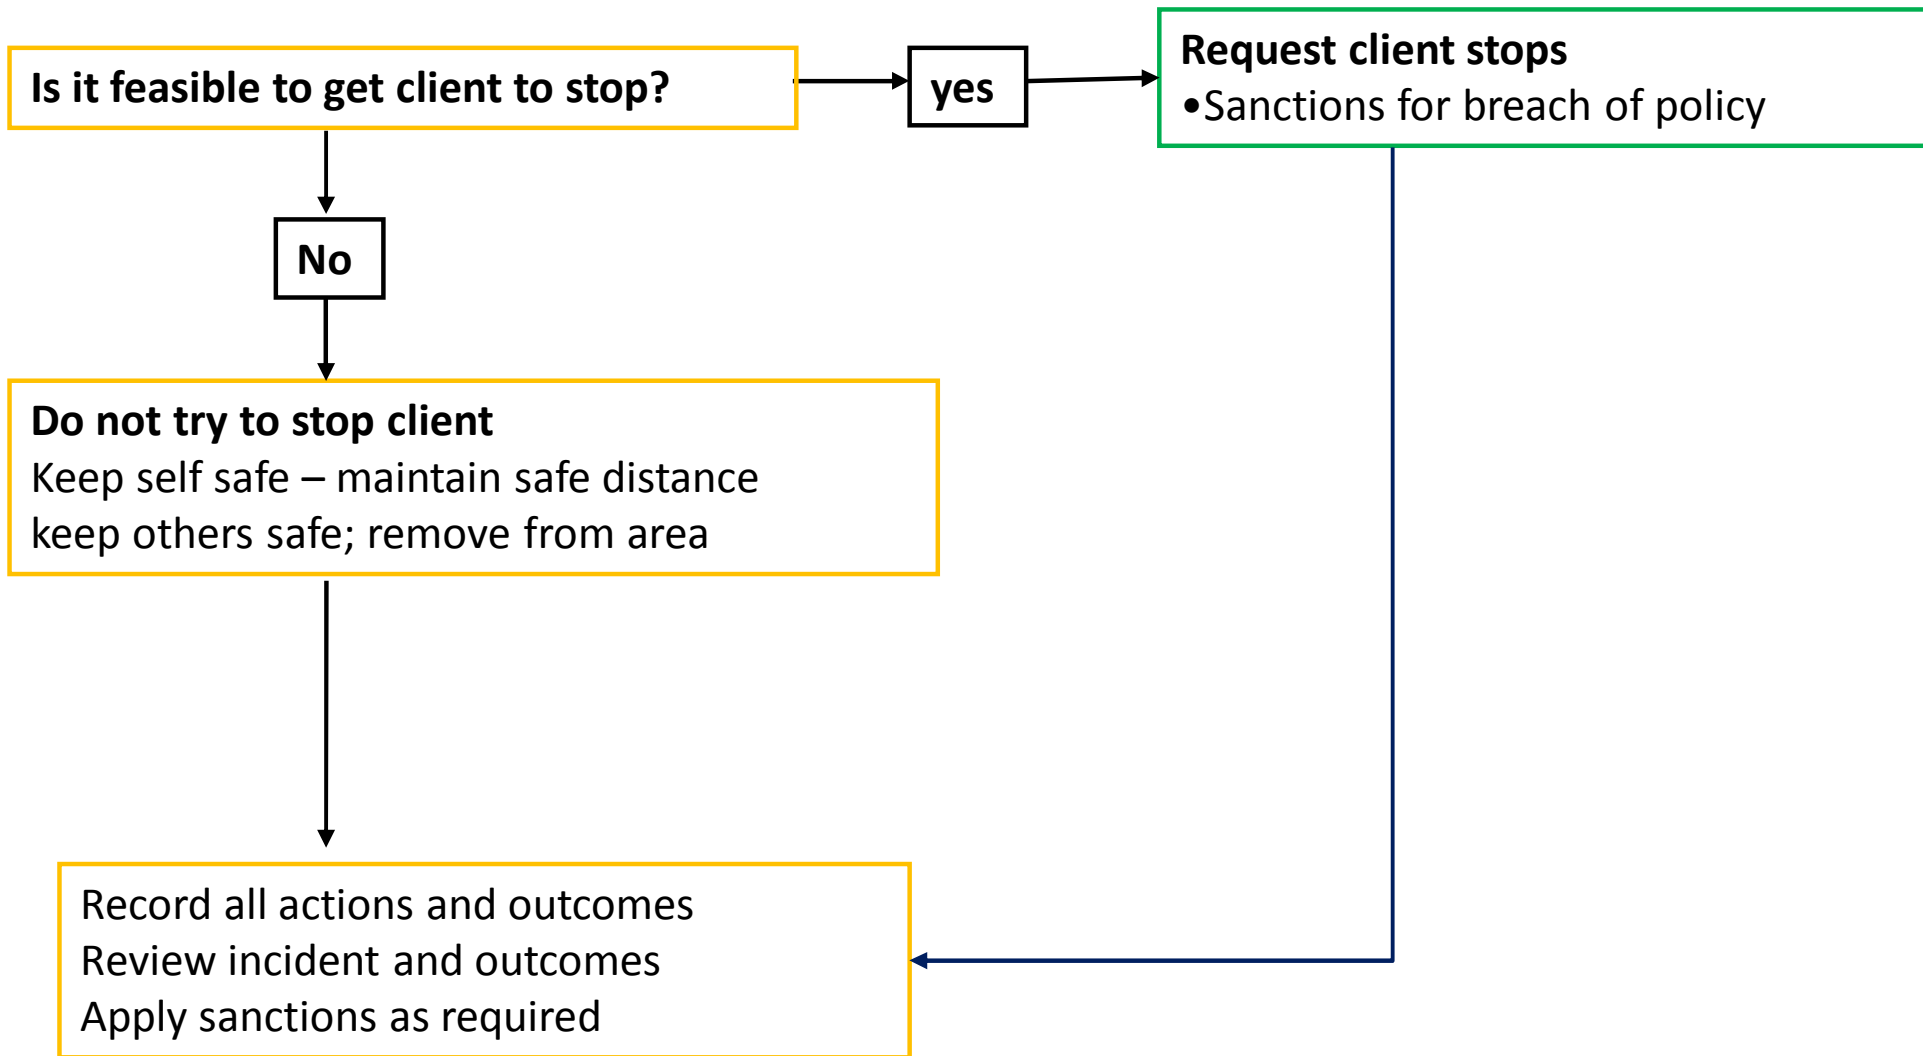 Is it feasible to get client to stop?
yes
Request client stops
•Sanctions for breach of policy
No
Do not try to stop client
Keep self safe – maintain safe distance
keep others safe; remove from area
Record all actions and outcomes
Review incident and outcomes
Apply sanctions as required